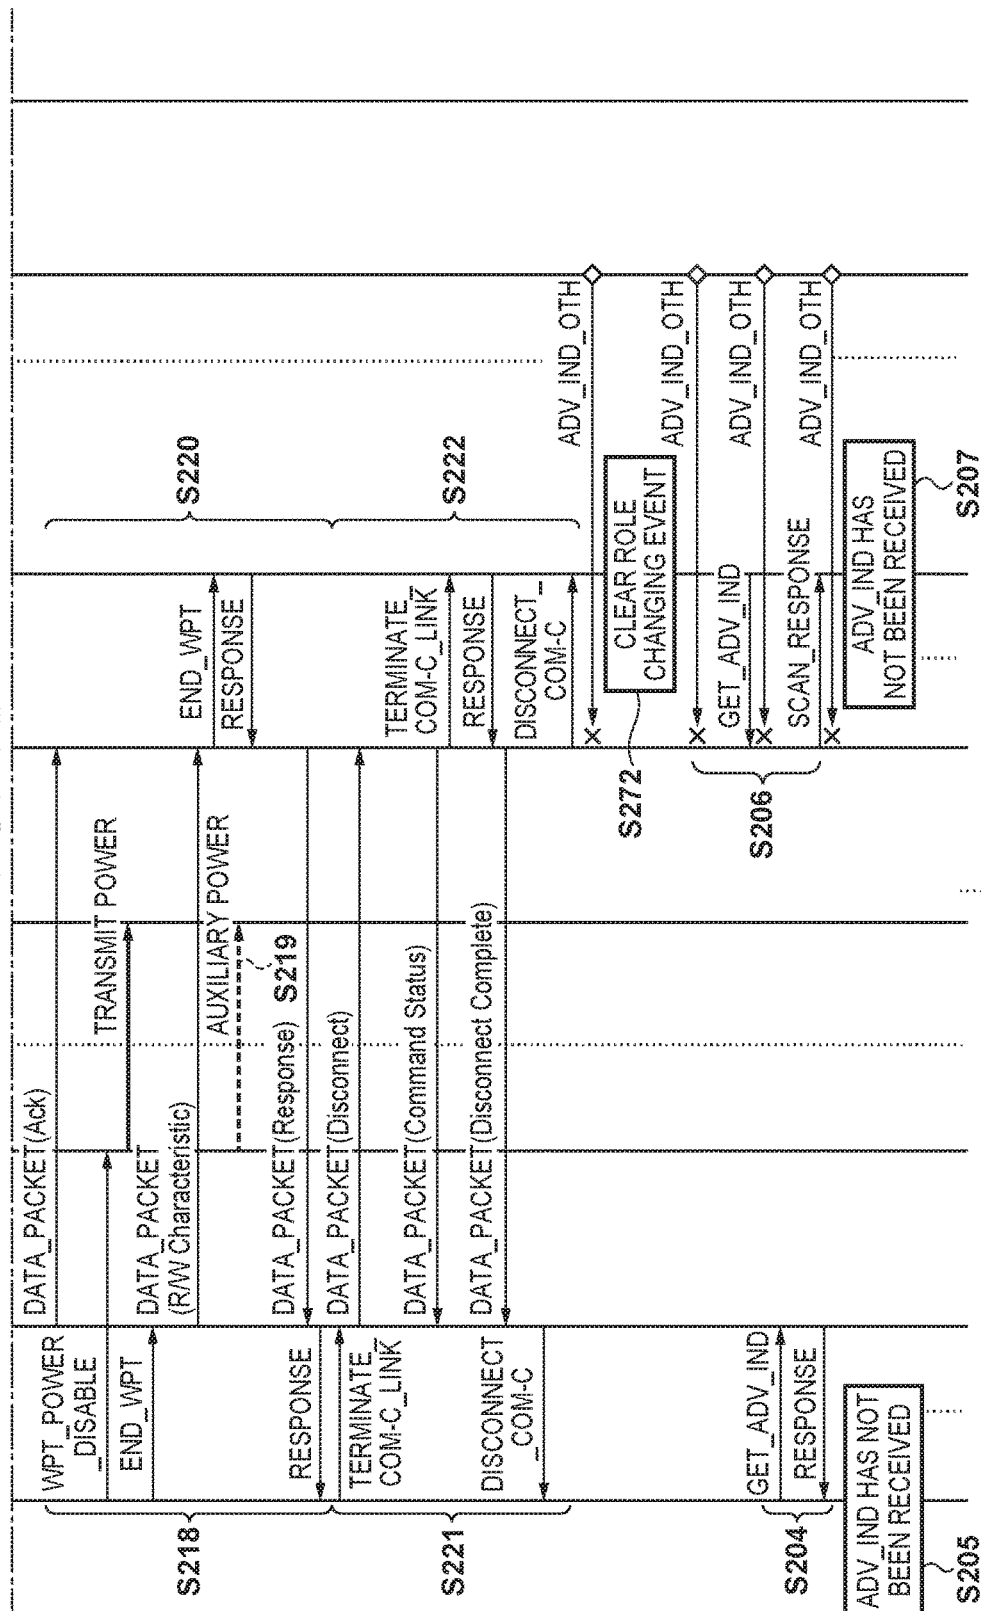 DATA_PACKET(Ack)
WPT_POWER
_DISABLE
TRANSMIT POWER
END_WPT
DATA_PACKET
(R/W Characteristic)
END_WPT
RESPONSE
AUXILIARY POWER
S219
S218
S220
DATA_PACKET(Response)
RESPONSE
TERMINATE_
COM-C_LINK
DATA_PACKET(Disconnect)
TERMINATE_
COM-C_LINK
RESPONSE
DATA_PACKET(Command Status)
DATA_PACKET(Disconnect Complete)
DISCONNECT_
COM-C
S221
S222
DISCONNECT
_COM-C
ADV_IND_OTH
CLEAR ROLE
CHANGING EVENT
S272
ADV_IND_OTH
GET_ADV_IND
ADV_IND_OTH
SCAN_RESPONSE
ADV_IND_OTH
S206
GET_ADV_IND
RESPONSE
S204
ADV_IND HAS
NOT BEEN RECEIVED
S207
ADV_IND HAS NOT
BEEN RECEIVED
S205